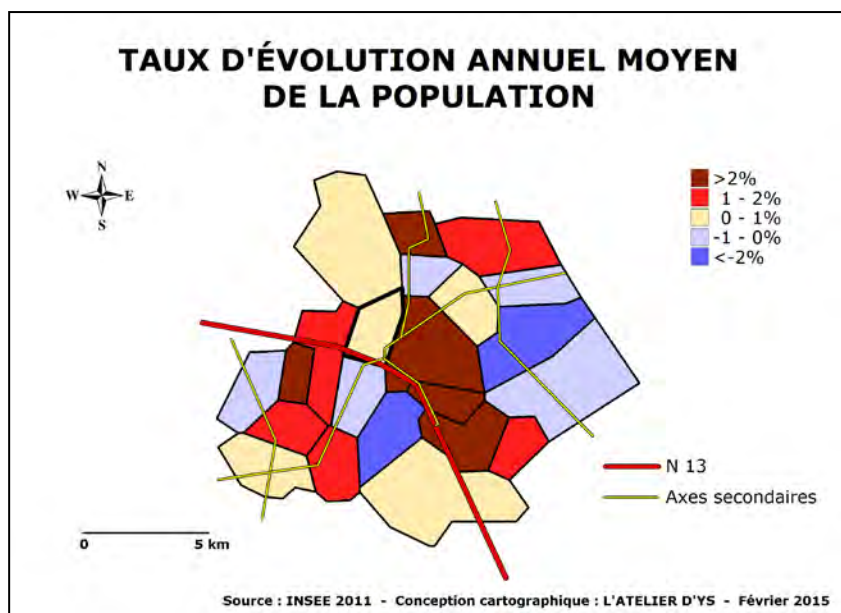 TAUX D'ÉVOLUTION ANNUEL MOYEN
DE LA POPULATION
N
W E
S
>2%
1 - 2%
0 - 1%
-1 - 0%
<-2%
N 13
Axes secondaires
0 5 km
Source : INSEE 2011 - Conception cartographique : L'ATELIER D'YS - Février 2015